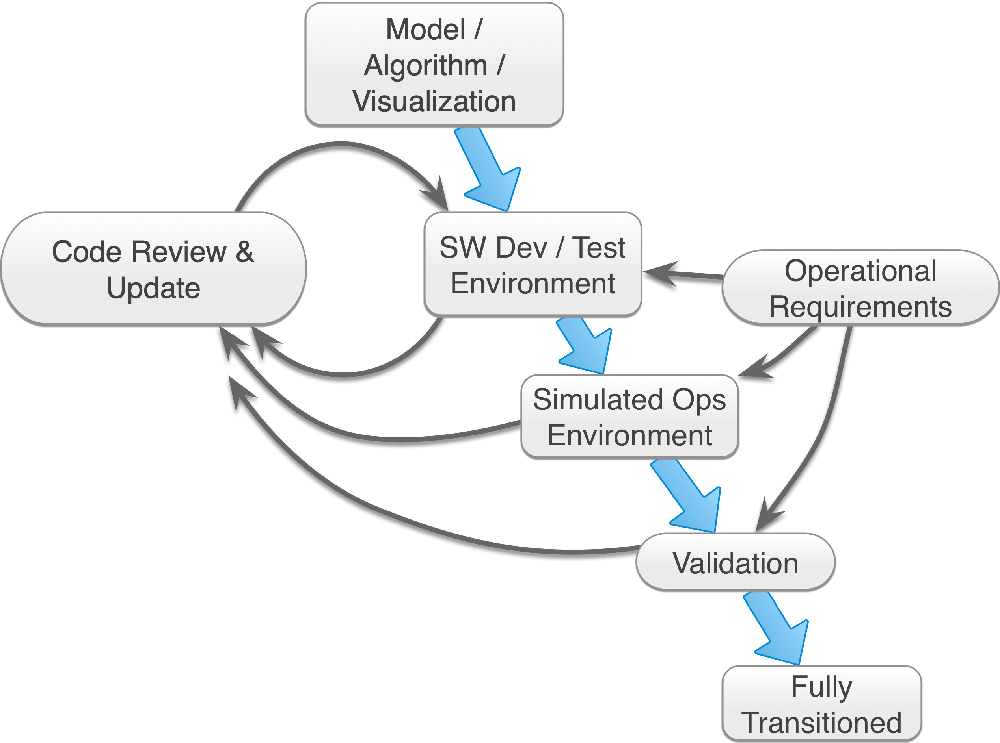 Model /
Algorithm /
Visualization
Code Review &
Update
SW Dev / Test
Environment
Operational
Requirements
Simulated Ops
Environment
Validation
Fully
Transitioned